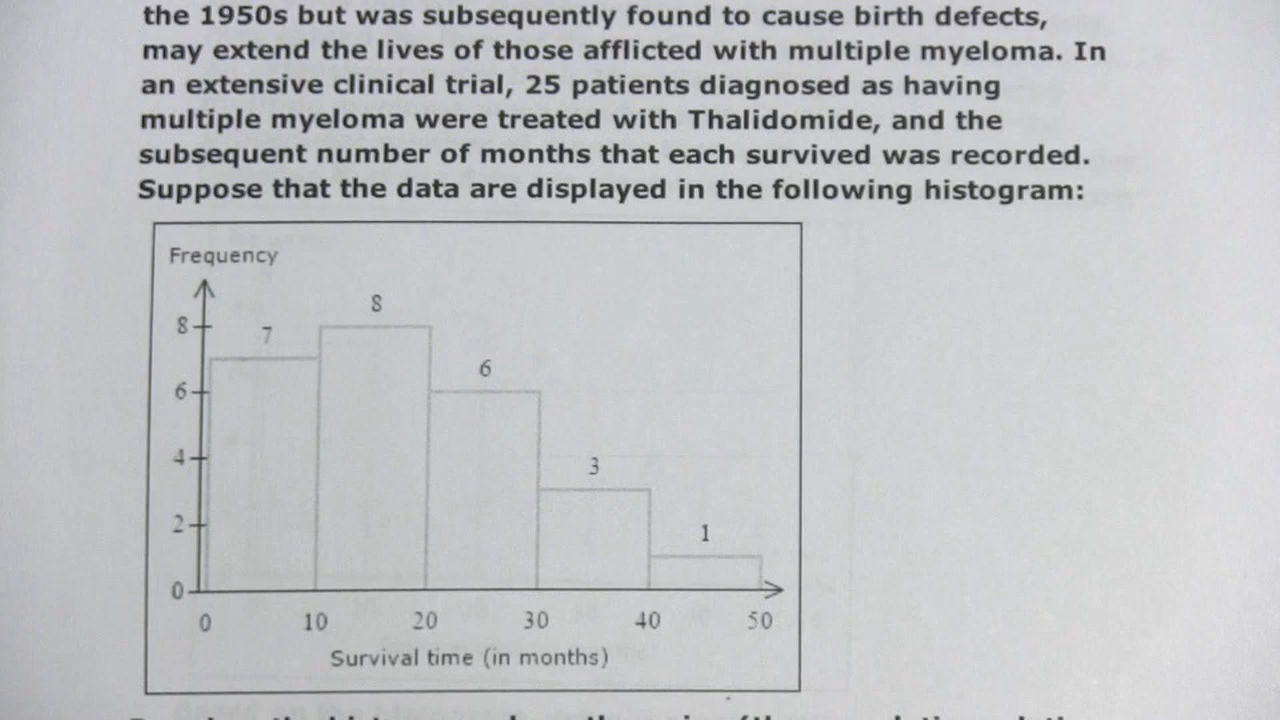 the 1950s but was subsequently found to cause birth defects,
may extend the lives of those afflicted with multiple myeloma. In
an extensive clinical trial, 25 patients diagnosed as having
multiple myeloma were treated with Thalidomide, and the
subsequent number of months that each survived was recorded.
Suppose that the data are displayed in the following histogram:
Frequency
8
7
8
6
6
4
3
2
1
0
0 10 20 30 40 50
Survival time (in months)